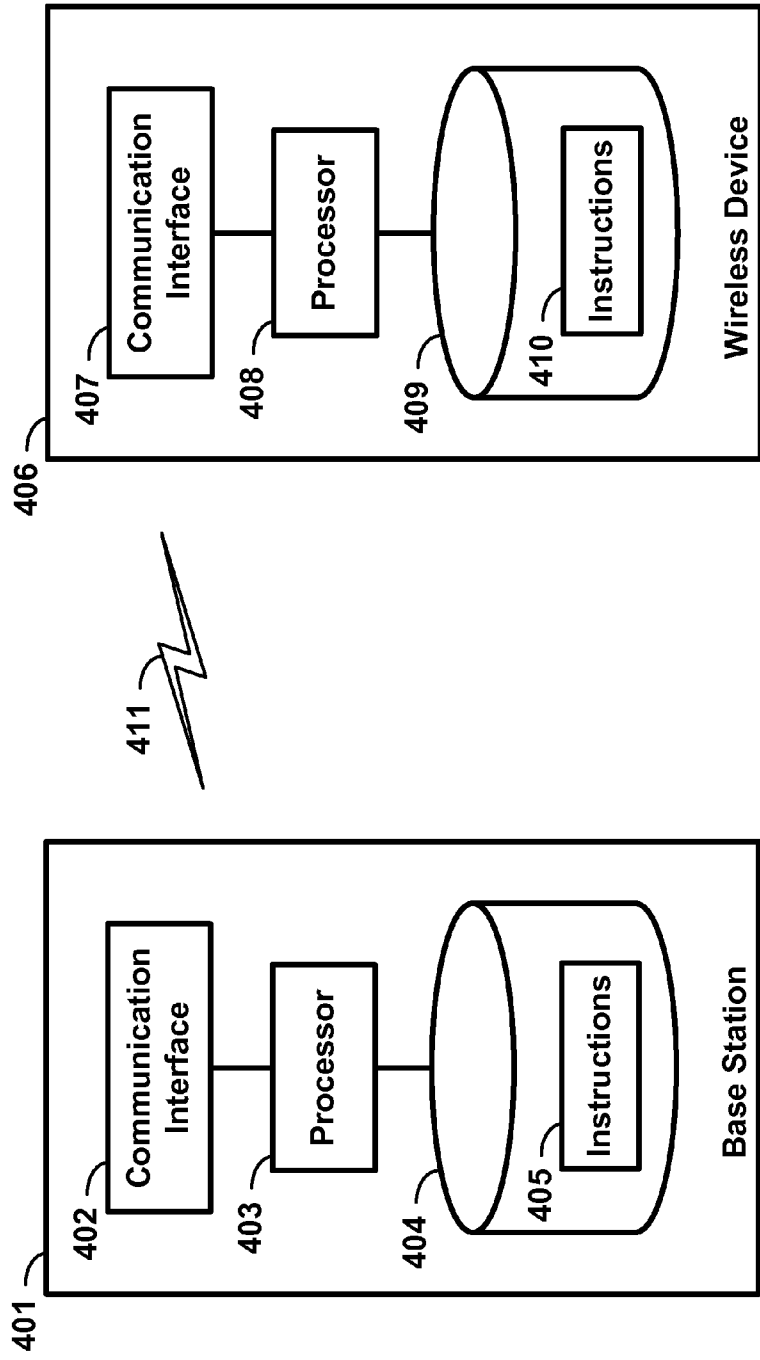 401
402
Communication
Interface
403
Processor
404
405
Instructions
Base Station
411
406
407
Communication
Interface
408
Processor
409
410
Instructions
Wireless Device